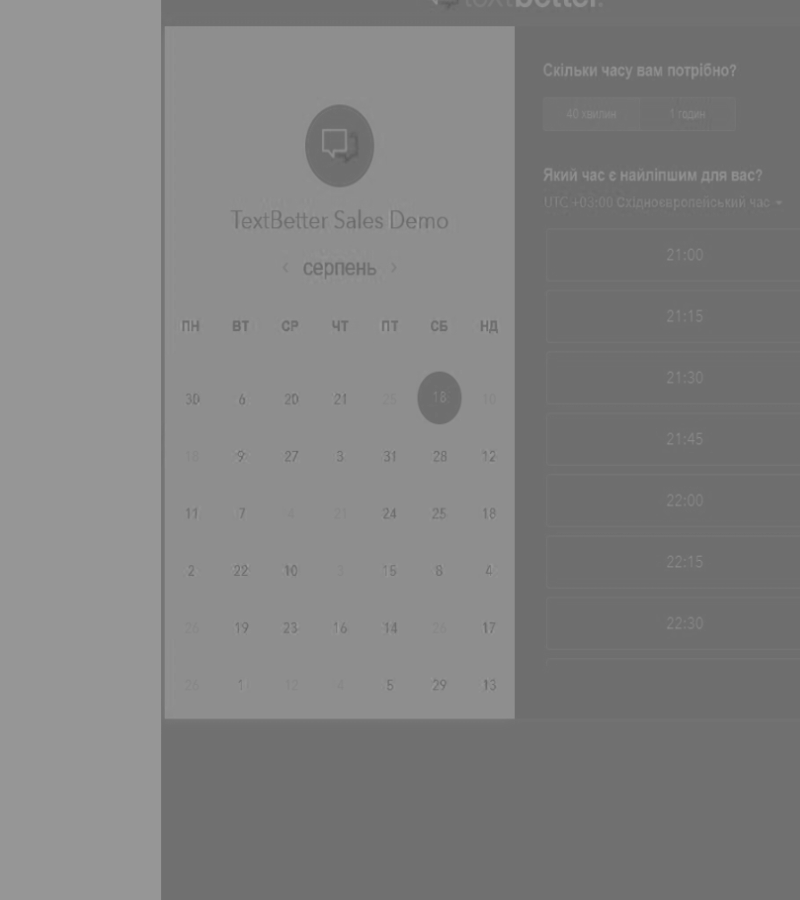 textbetter.
TextBetter Sales Demo
‹ серпень ›
ПН ВТ СР ЧТ ПТ СБ НД
30 6 20 21 25 18 10
18 9 27 3 31 28 12
11 7 4 21 24 25 18
2 22 10 3 15 8 4
26 19 23 16 14 26 17
26 1 12 4 5 29 13
Скільки часу вам потрібно?
40 хвилин 1 годин
Який час є найліпшим для вас?
UTC +03:00 Східноєвропейський час
21:00
21:15
21:30
21:45
22:00
22:15
22:30